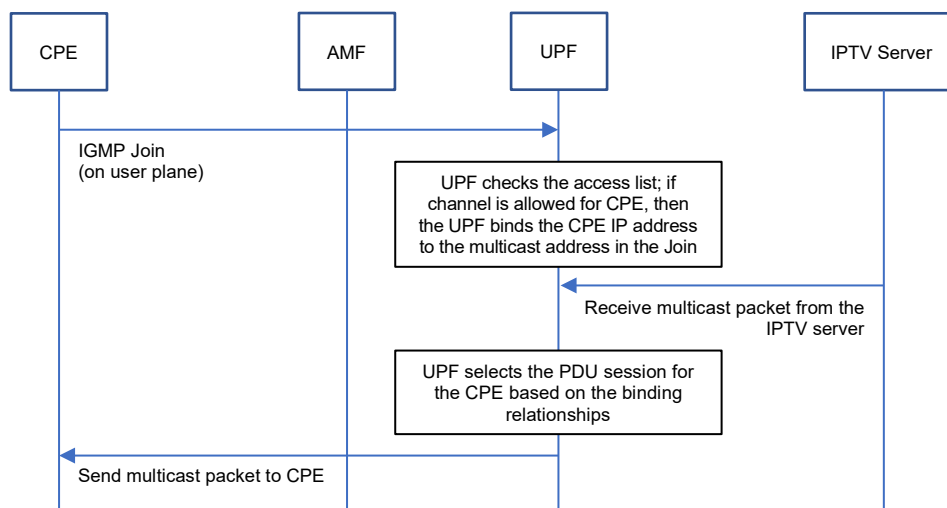 CPE
AMF
UPF
IPTV Server
IGMP Join
(on user plane)
UPF checks the access list; if
channel is allowed for CPE, then
the UPF binds the CPE IP address
to the multicast address in the Join
Receive multicast packet from the
IPTV server
UPF selects the PDU session for
the CPE based on the binding
relationships
Send multicast packet to CPE